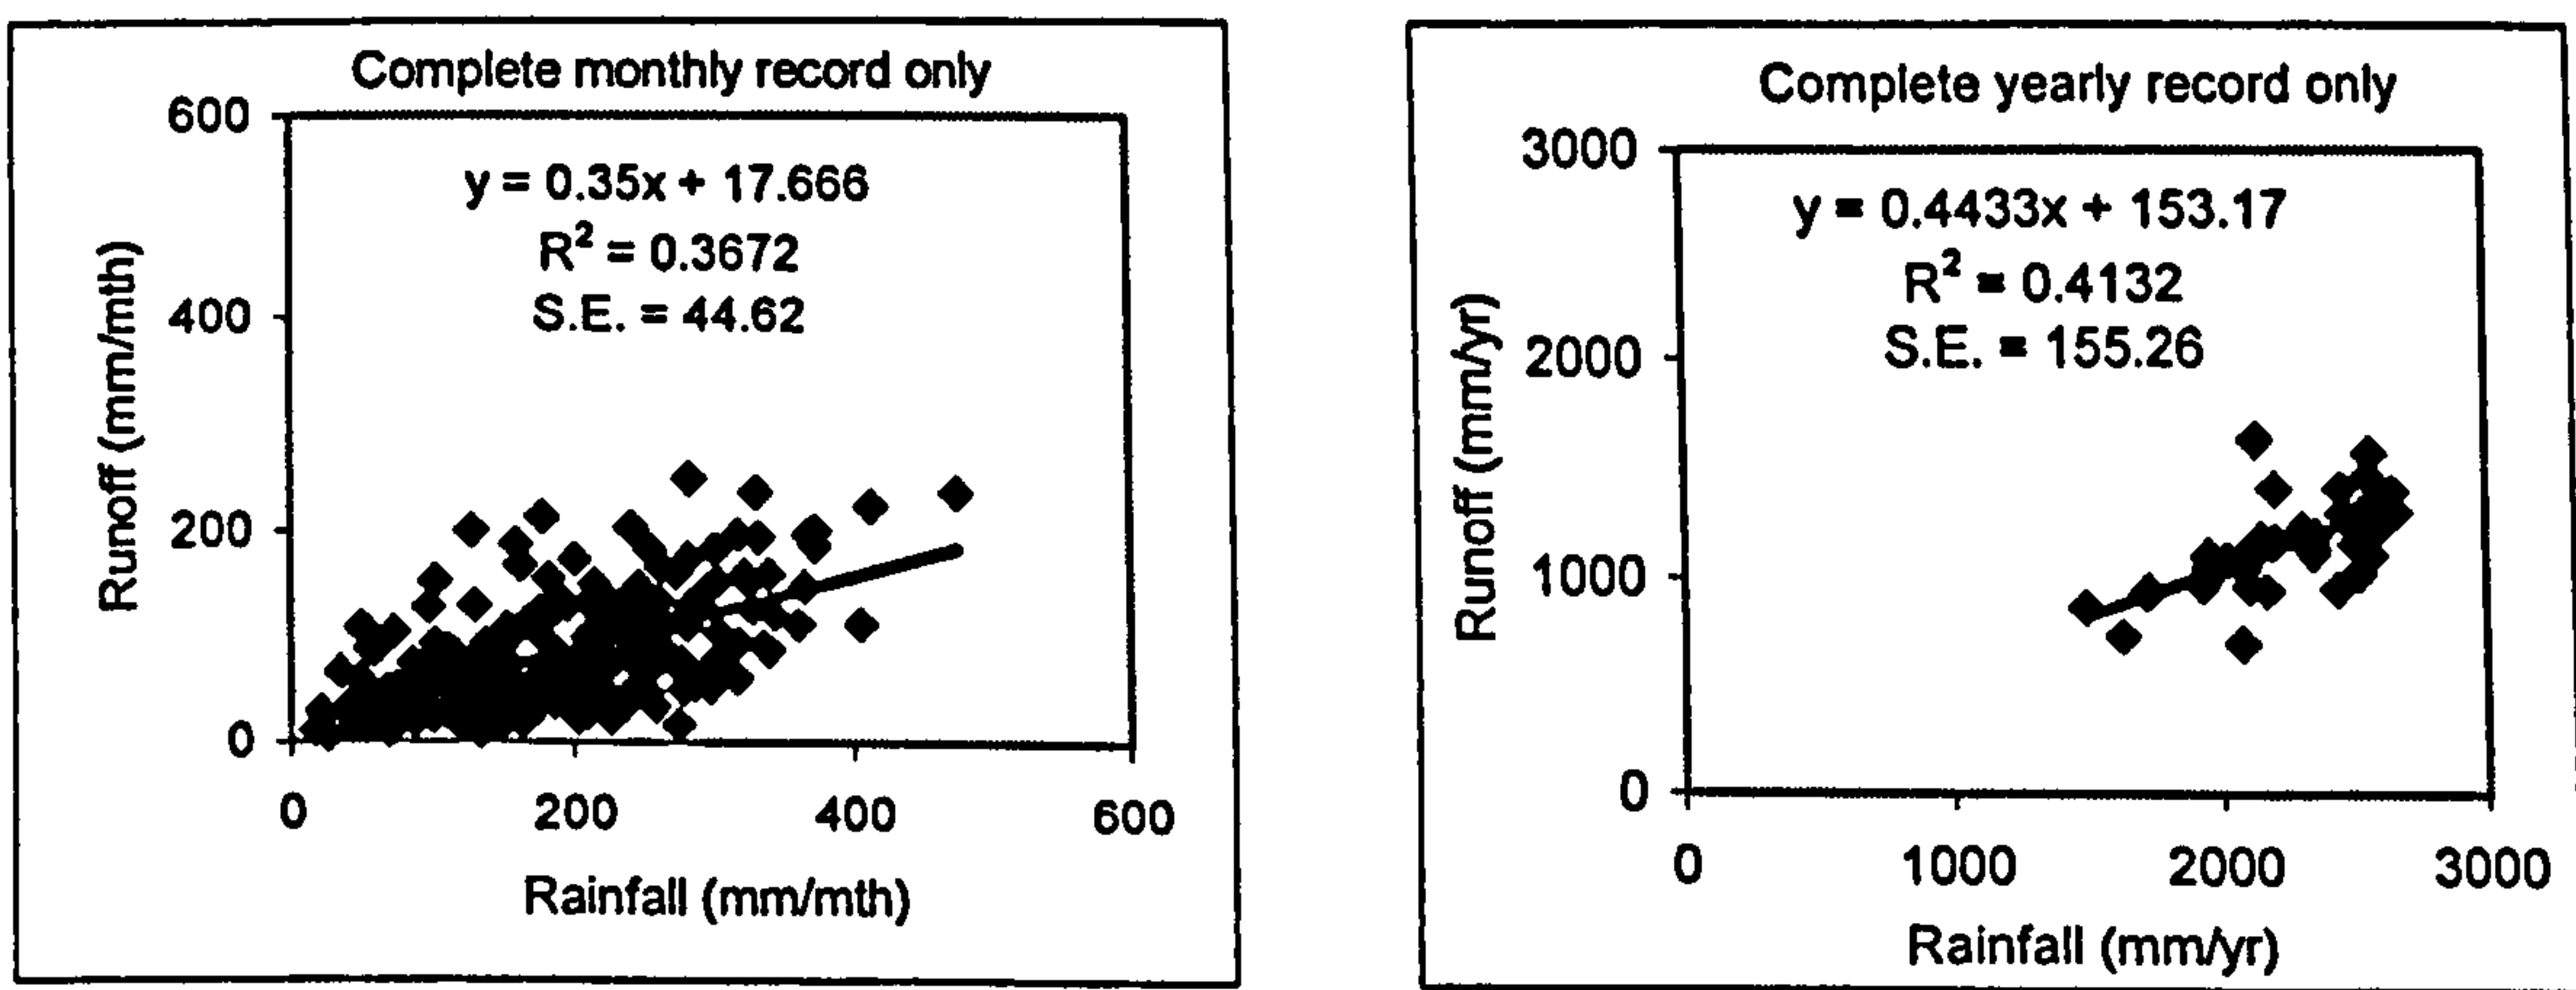 Complete monthly record only
600
y = 0.35x + 17.666
R² = 0.3672
S.E. = 44.62
400
200
0
Runoff (mm/mth)
0 200 400 600
Rainfall (mm/mth)
Complete yearly record only
3000
y = 0.4433x + 153.17
R² = 0.4132
S.E. = 155.26
2000
1000
0
Runoff (mm/yr)
0 1000 2000 3000
Rainfall (mm/yr)